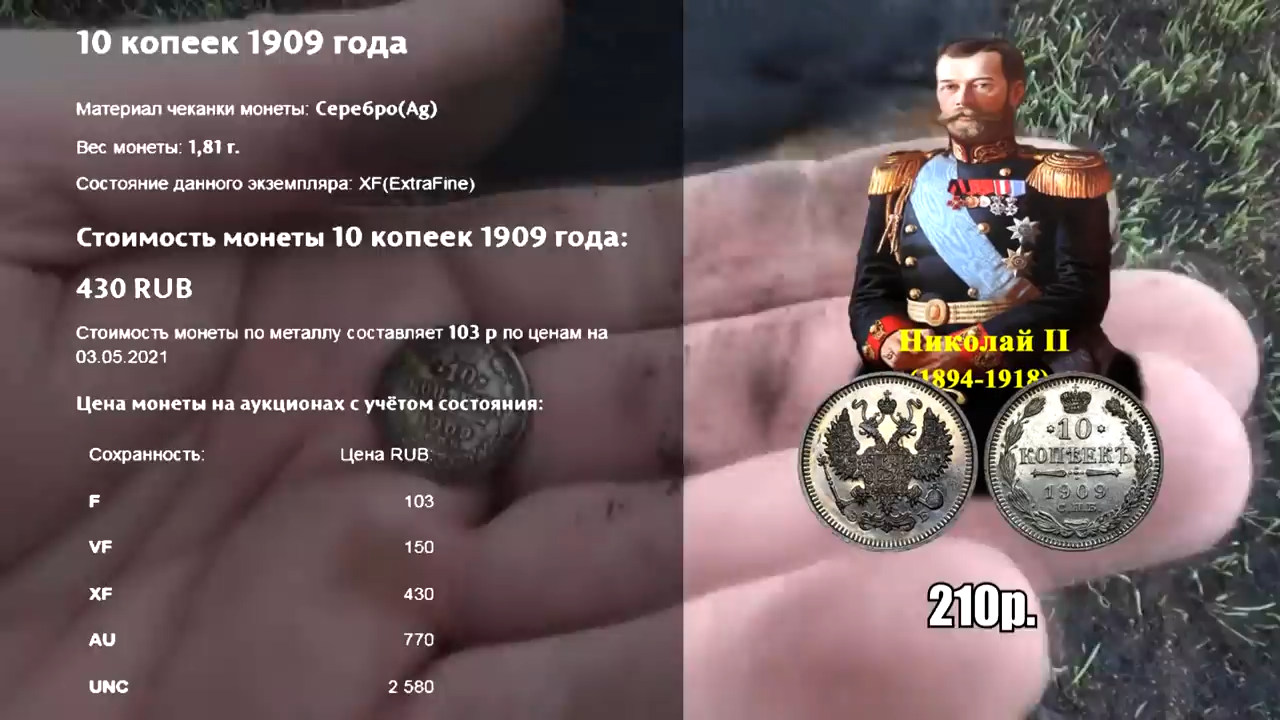 10 копеек 1909 года
Материал чеканки монеты: Серебро(Ag)
Вес монеты: 1,81 г.
Состояние данного экземпляра: XF(ExtraFine)
Стоимость монеты 10 копеек 1909 года:
430 RUB
Стоимость монеты по металлу составляет 103 р по ценам на
03.05.2021
Цена монеты на аукционах с учётом состояния:
Сохранность: Цена RUB:
F 103
VF 150
XF 430
AU 770
UNC 2 580
Николай II
(1894-1918)
10
КОПѢЕКЪ
1909
С.П.Б.
210р.
10
1909